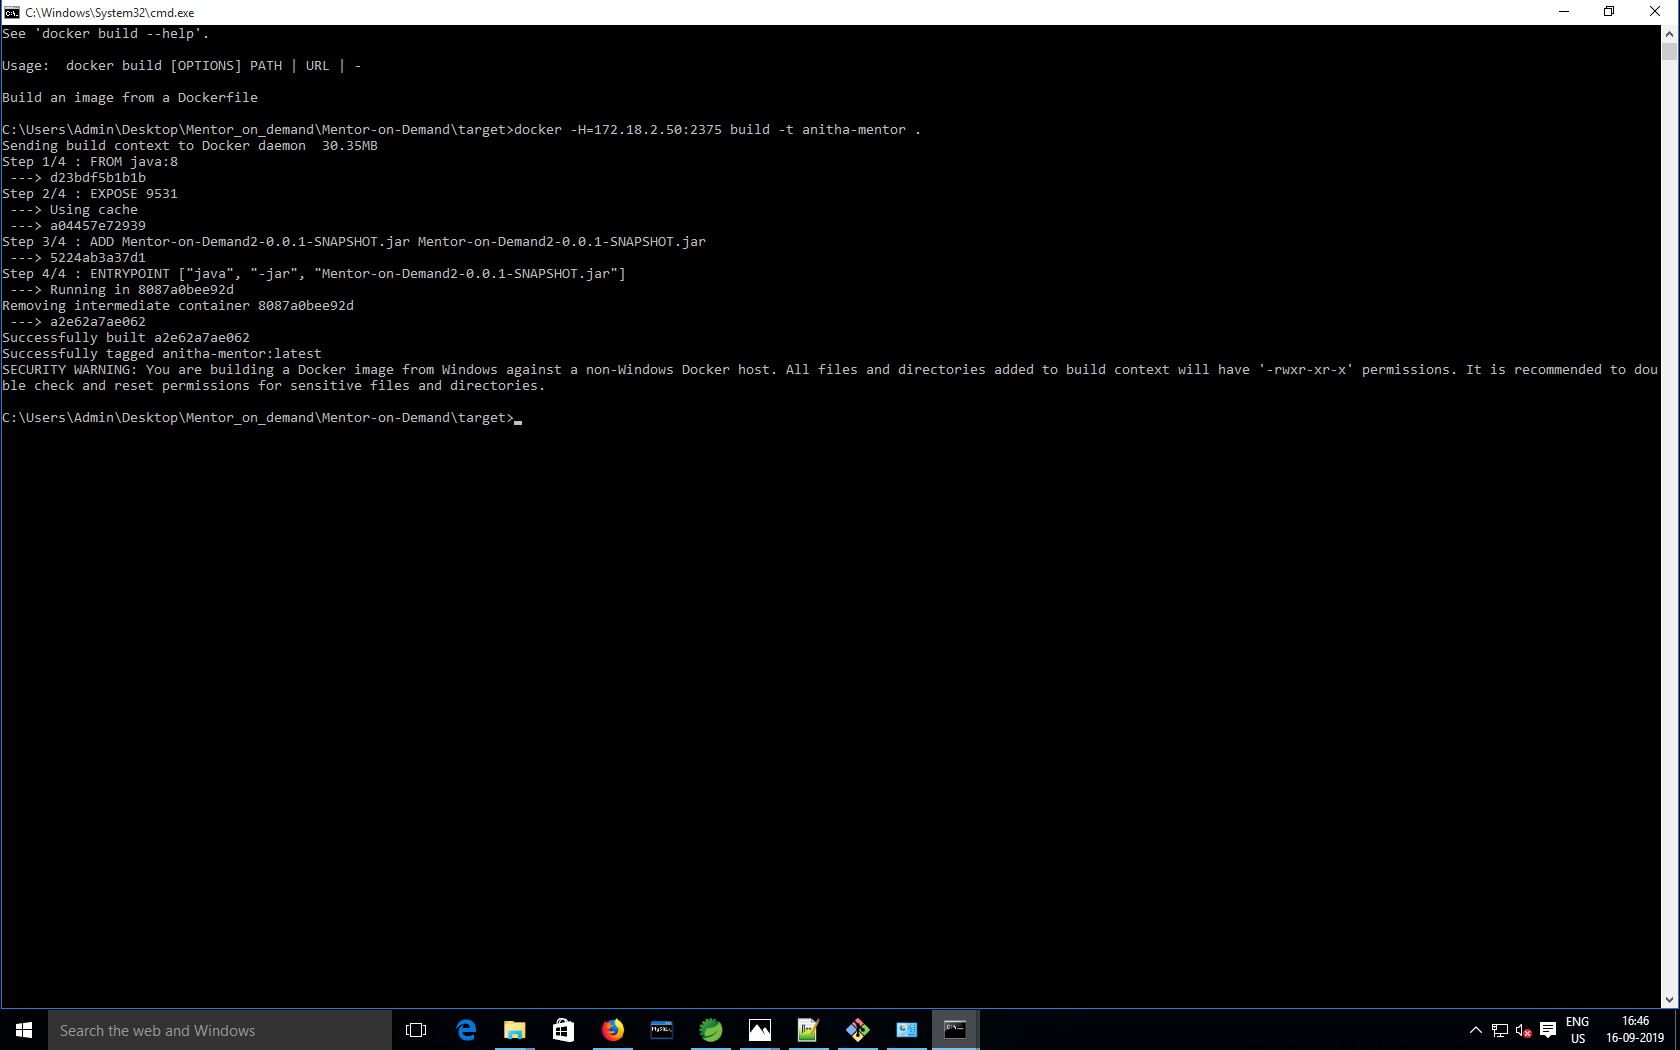 C:\Windows\System32\cmd.exe
See 'docker build --help'.
Usage:  docker build [OPTIONS] PATH | URL | -
Build an image from a Dockerfile
C:\Users\Admin\Desktop\Mentor_on_demand\Mentor-on-Demand\target>docker -H=172.18.2.50:2375 build -t anitha-mentor .
Sending build context to Docker daemon  30.35MB
Step 1/4 : FROM java:8
 ---> d23bdf5b1b1b
Step 2/4 : EXPOSE 9531
 ---> Using cache
 ---> a04457e72939
Step 3/4 : ADD Mentor-on-Demand2-0.0.1-SNAPSHOT.jar Mentor-on-Demand2-0.0.1-SNAPSHOT.jar
 ---> 5224ab3a37d1
Step 4/4 : ENTRYPOINT ["java", "-jar", "Mentor-on-Demand2-0.0.1-SNAPSHOT.jar"]
 ---> Running in 8087a0bee92d
Removing intermediate container 8087a0bee92d
 ---> a2e62a7ae062
Successfully built a2e62a7ae062
Successfully tagged anitha-mentor:latest
SECURITY WARNING: You are building a Docker image from Windows against a non-Windows Docker host. All files and directories added to build context will have '-rwxr-xr-x' permissions. It is recommended to dou
ble check and reset permissions for sensitive files and directories.
C:\Users\Admin\Desktop\Mentor_on_demand\Mentor-on-Demand\target>
Search the web and Windows
ENG
US
16:46
16-09-2019